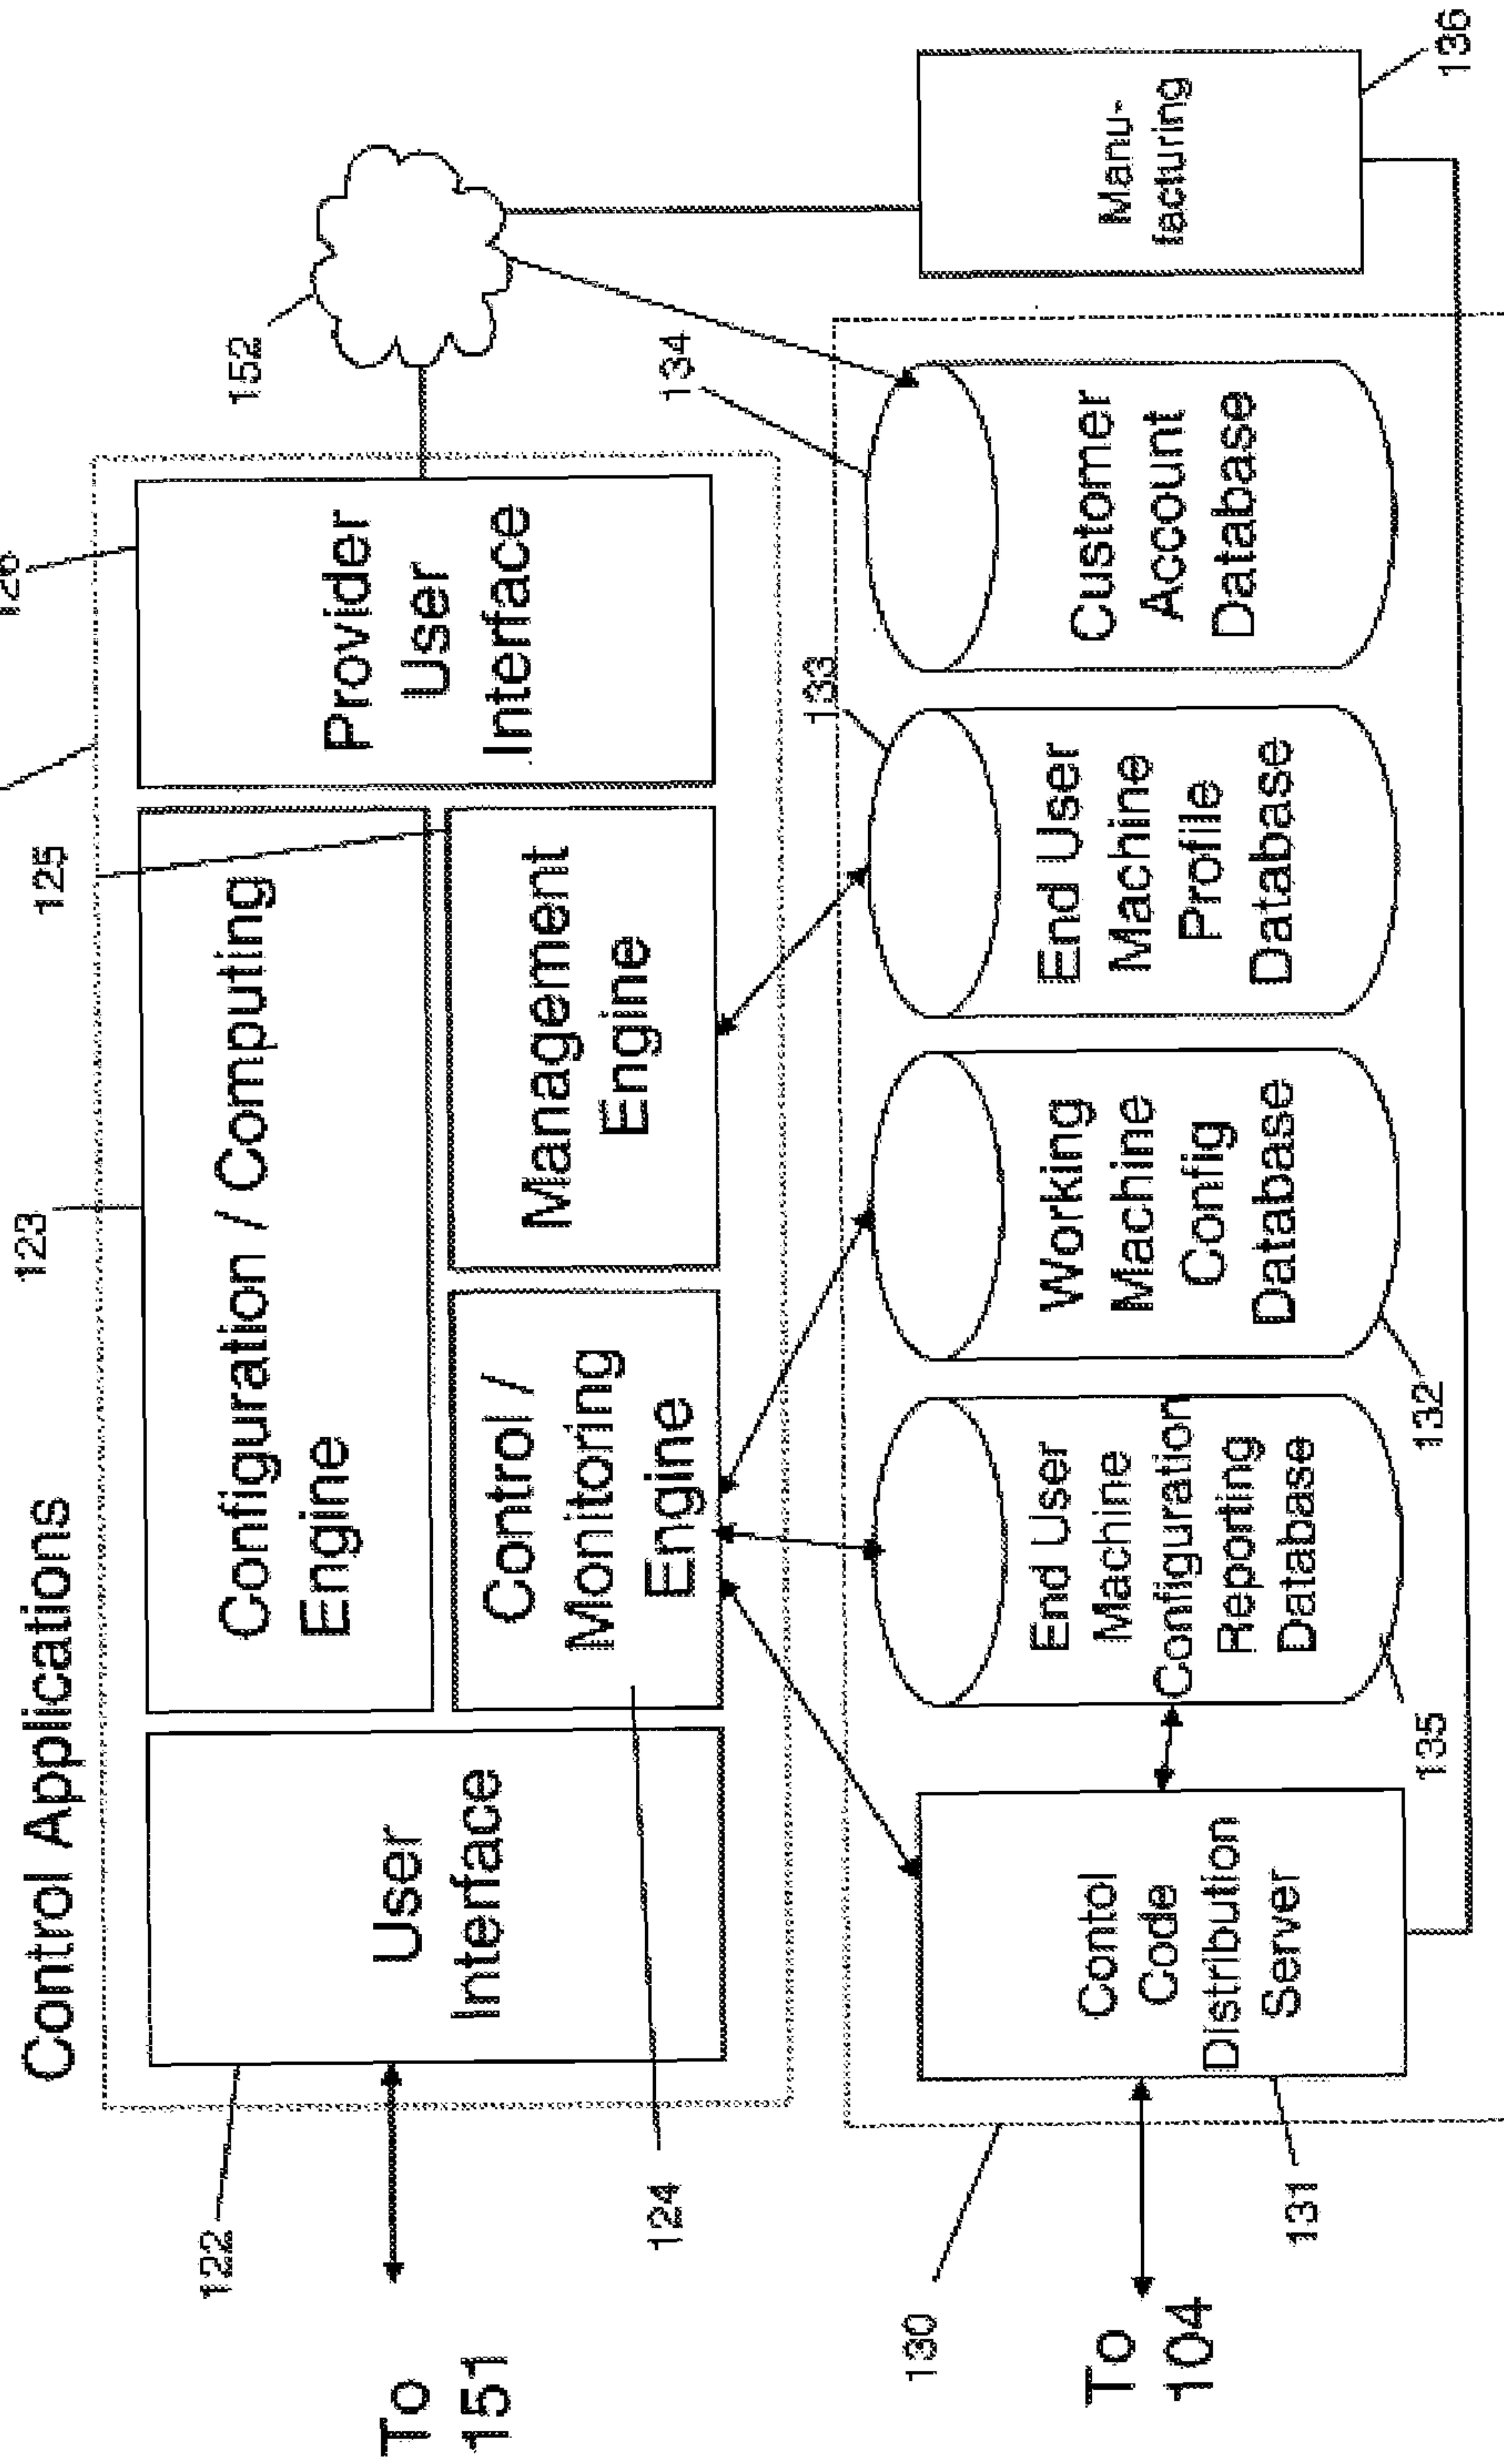 Control Applications
122
123
125
126
User
Interface
Configuration / Computing
Engine
Control /
Monitoring
Engine
Management
Engine
Provider
User
Interface
To
151
124
152
133
134
130
To
104
131
Contol
Code
Distribution
Server
End User
Machine
Configuration
Reporting
Database
Working
Machine
Config
Database
End User
Machine
Profile
Database
Customer
Account
Database
Manu-
facturing
135
132
136